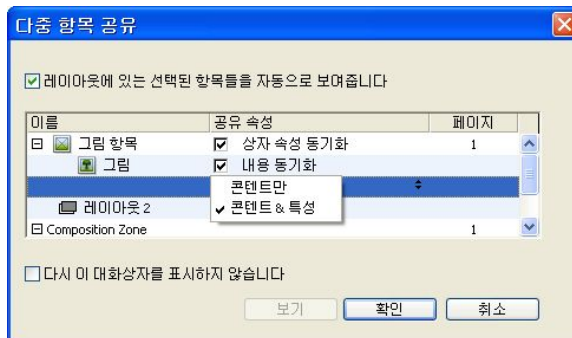 다중 항목 공유
레이아웃에 있는 선택된 항목들을 자동으로 보여줍니다
이름 공유 속성 페이지
그림 항목 상자 속성 동기화 1
그림 내용 동기화
콘텐트만
레이아웃 2 콘텐트 & 특성
Composition Zone 1
다시 이 대화상자를 표시하지 않습니다
보기 확인 취소